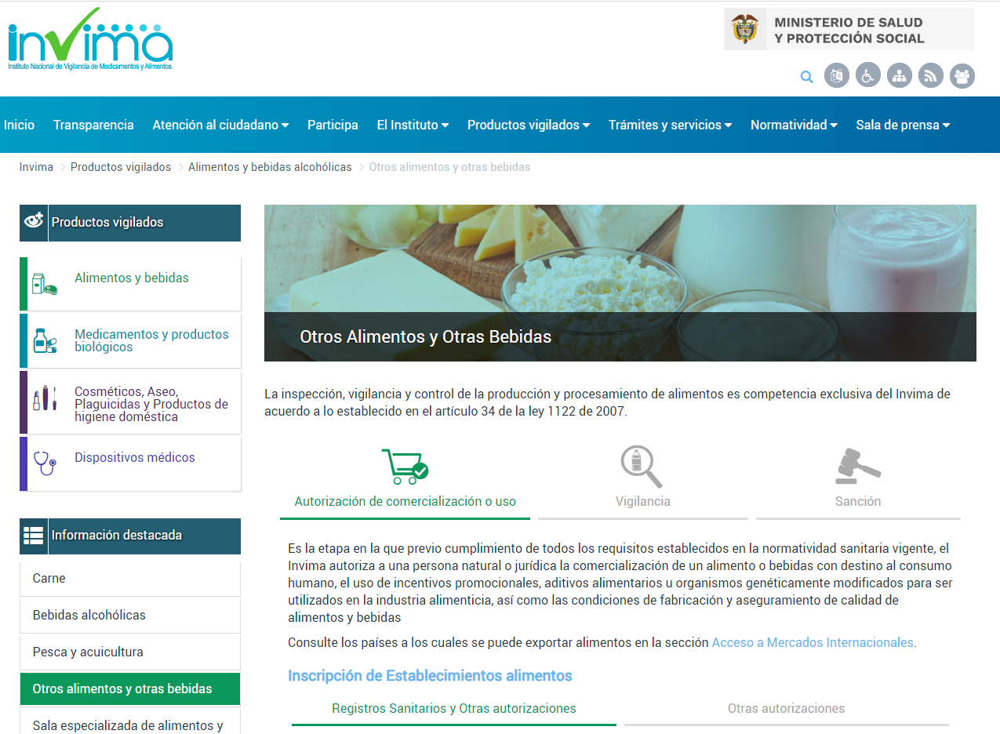 invima
Instituto Nacional de Vigilancia de Medicamentos y Alimentos.
MINISTERIO DE SALUD
Y PROTECCIÓN SOCIAL
Inicio Transparencia Atención al ciudadano Participa El Instituto Productos vigilados Trámites y servicios Normatividad Sala de prensa
Invima > Productos vigilados > Alimentos y bebidas alcohólicas > Otros alimentos y otras bebidas
Productos vigilados
Alimentos y bebidas
Medicamentos y productos
biológicos
Cosméticos, Aseo,
Plaguicidas y Productos de
higiene doméstica
Dispositivos médicos
Información destacada
Carne
Bebidas alcohólicas
Pesca y acuicultura
Otros alimentos y otras bebidas
Sala especializada de alimentos y
Otros Alimentos y Otras Bebidas
La inspección, vigilancia y control de la producción y procesamiento de alimentos es competencia exclusiva del Invima de
acuerdo a lo establecido en el artículo 34 de la ley 1122 de 2007.
Autorización de comercialización o uso Vigilancia Sanción
Es la etapa en la que previo cumplimiento de todos los requisitos establecidos en la normatividad sanitaria vigente, el
Invima autoriza a una persona natural o jurídica la comercialización de un alimento o bebidas con destino al consumo
humano, el uso de incentivos promocionales, aditivos alimentarios u organismos genéticamente modificados para ser
utilizados en la industria alimenticia, así como las condiciones de fabricación y aseguramiento de calidad de
alimentos y bebidas
Consulte los países a los cuales se puede exportar alimentos en la sección Acceso a Mercados Internacionales.
Inscripción de Establecimientos alimentos
Registros Sanitarios y Otras autorizaciones Otras autorizaciones